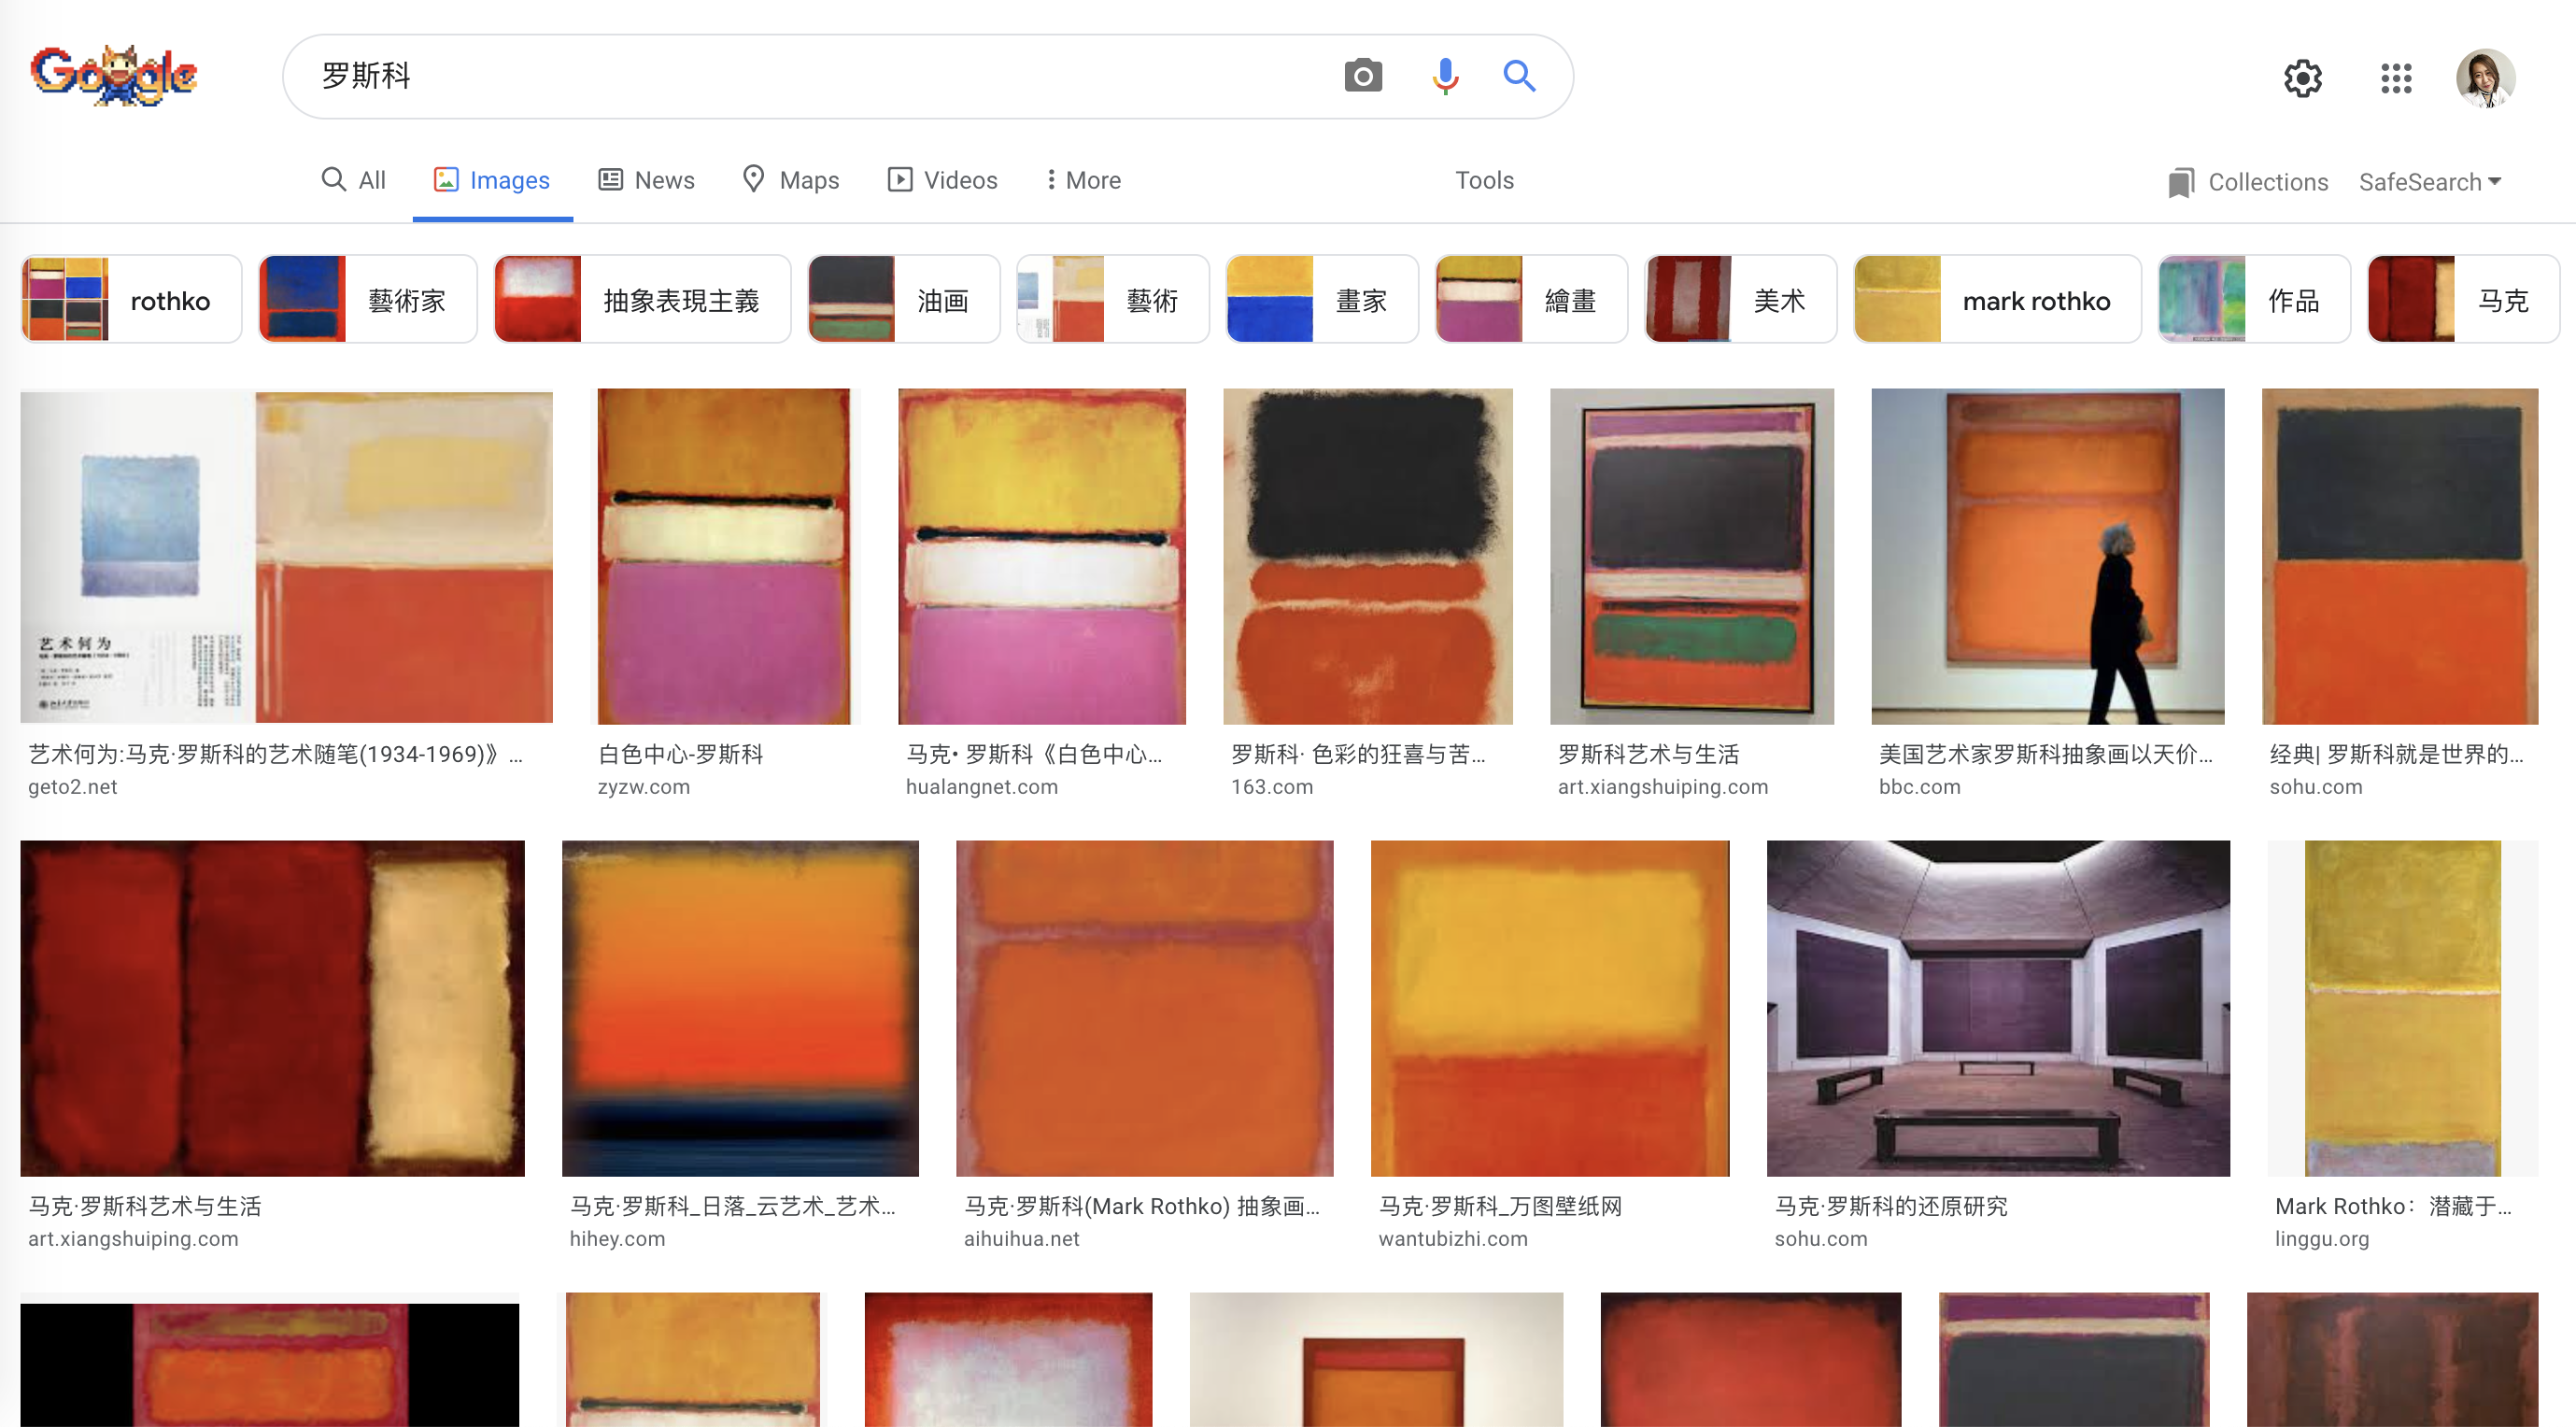 Google
罗斯科
All
Images
News
Maps
Videos
More
Tools
Collections
SafeSearch
rothko
藝術家
抽象表現主義
油画
藝術
畫家
繪畫
美术
mark rothko
作品
马克
艺术何为
艺术何为:马克·罗斯科的艺术随笔(1934-1969)》...
geto2.net
白色中心-罗斯科
zyzw.com
马克• 罗斯科《白色中心...
hualangnet.com
罗斯科· 色彩的狂喜与苦...
163.com
罗斯科艺术与生活
art.xiangshuiping.com
美国艺术家罗斯科抽象画以天价...
bbc.com
经典| 罗斯科就是世界的...
sohu.com
马克·罗斯科艺术与生活
art.xiangshuiping.com
马克·罗斯科_日落_云艺术_艺术...
hihey.com
马克·罗斯科(Mark Rothko) 抽象画...
aihuihua.net
马克·罗斯科_万图壁纸网
wantubizhi.com
马克·罗斯科的还原研究
sohu.com
Mark Rothko：潜藏于...
linggu.org